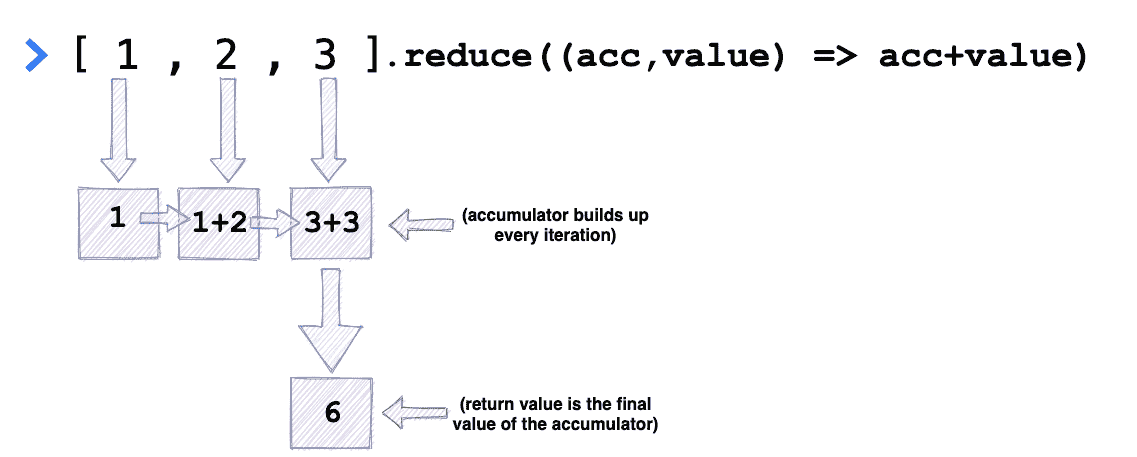 > [ 1 , 2 , 3 ].reduce((acc,value) => acc+value)
1 1+2 3+3
(accumulator builds up
every iteration)
6
(return value is the final
value of the accumulator)